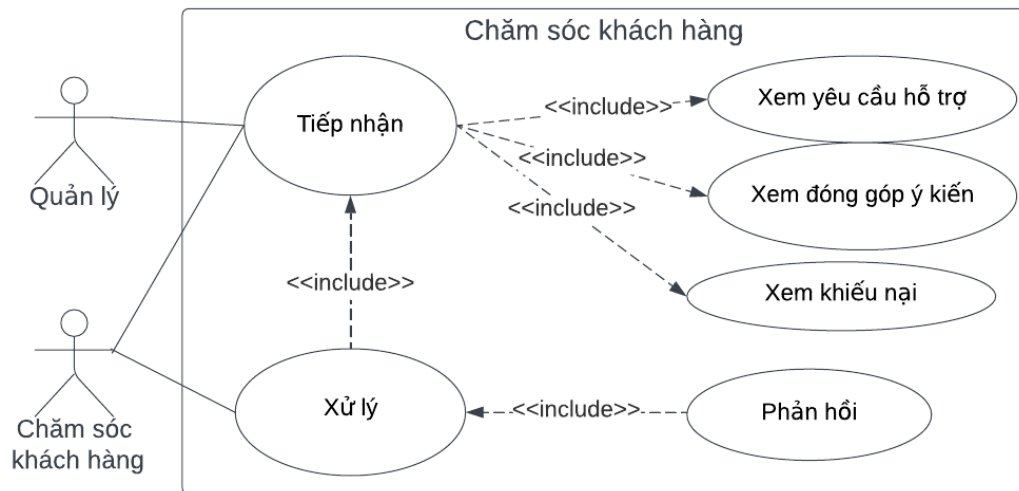 Chăm sóc khách hàng
Tiếp nhận
<<include>>
Xem yêu cầu hỗ trợ
<<include>>
Xem đóng góp ý kiến
<<include>>
Quản lý
<<include>>
Xem khiếu nại
Xử lý
<<include>>
Phản hồi
Chăm sóc
khách hàng